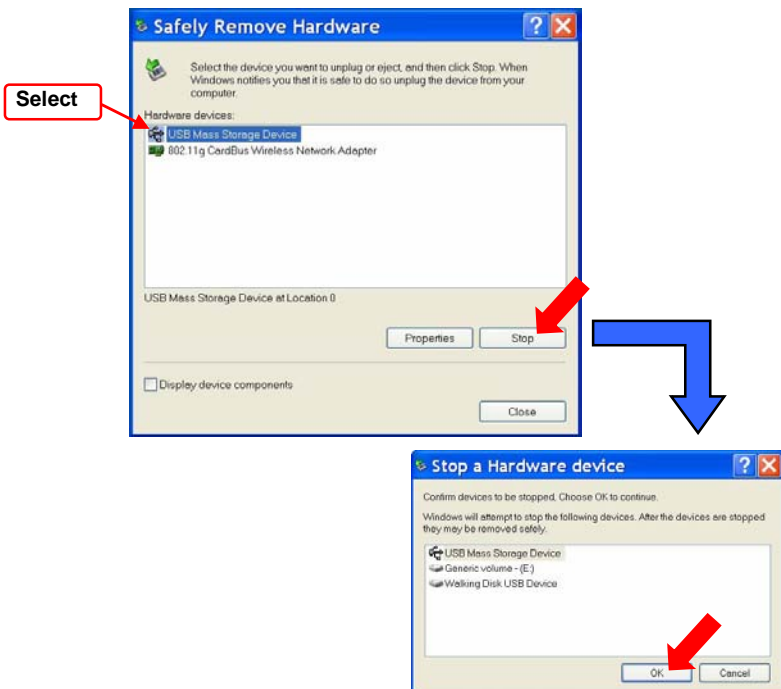 Safely Remove Hardware
Select the device you want to unplug or eject, and then click Stop. When
Windows notifies you that it is safe to do so unplug the device from your
computer.
Select
Hardware devices:
USB Mass Storage Device
802.11g CardBus Wireless Network Adapter
USB Mass Storage Device at Location 0
Properties
Stop
Display device components
Close
Stop a Hardware device
Confirm devices to be stopped, Choose OK to continue.
Windows will attempt to stop the following devices. After the devices are stopped
they may be removed safely.
USB Mass Storage Device
Generic volume - (E:)
Walking Disk USB Device
OK
Cancel